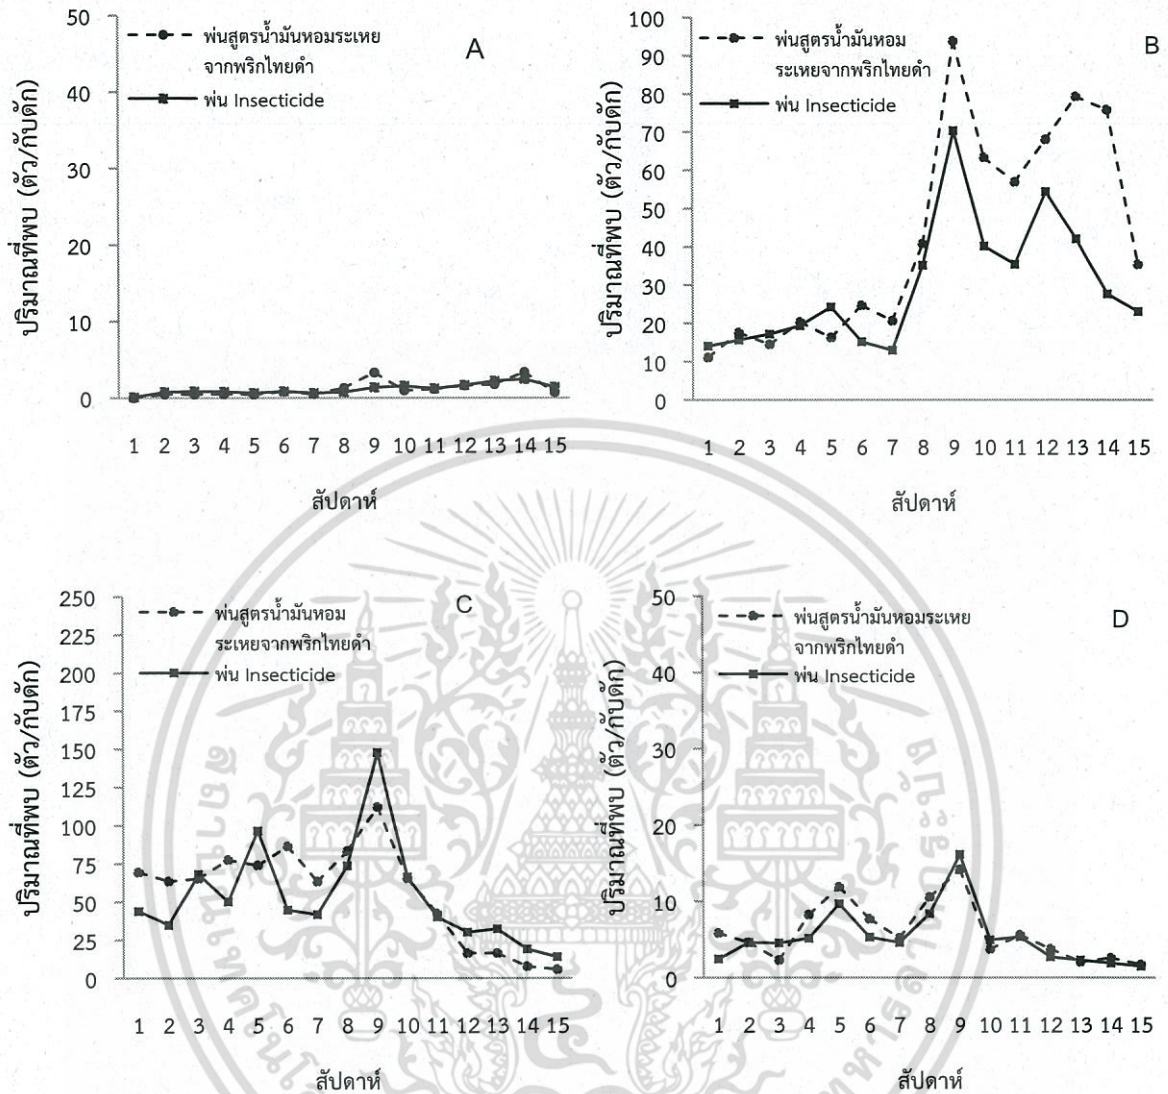 A
พ่นสูตรน้ำมันหอมระเหย
จากพริกไทยดำ
พ่น Insecticide
ปริมาณที่พบ (ตัว/กับดัก)
50
40
30
20
10
0
1 2 3 4 5 6 7 8 9 10 11 12 13 14 15
สัปดาห์
B
พ่นสูตรน้ำมันหอม
ระเหยจากพริกไทยดำ
พ่น Insecticide
ปริมาณที่พบ (ตัว/กับดัก)
100
90
80
70
60
50
40
30
20
10
0
1 2 3 4 5 6 7 8 9 10 11 12 13 14 15
สัปดาห์
C
พ่นสูตรน้ำมันหอม
ระเหยจากพริกไทยดำ
พ่น Insecticide
ปริมาณที่พบ (ตัว/กับดัก)
250
225
200
175
150
125
100
75
50
25
0
1 2 3 4 5 6 7 8 9 10 11 12 13 14 15
สัปดาห์
D
พ่นสูตรน้ำมันหอมระเหย
จากพริกไทยดำ
พ่น Insecticide
ปริมาณที่พบ (ตัว/กับดัก)
50
40
30
20
10
0
1 2 3 4 5 6 7 8 9 10 11 12 13 14 15
สัปดาห์